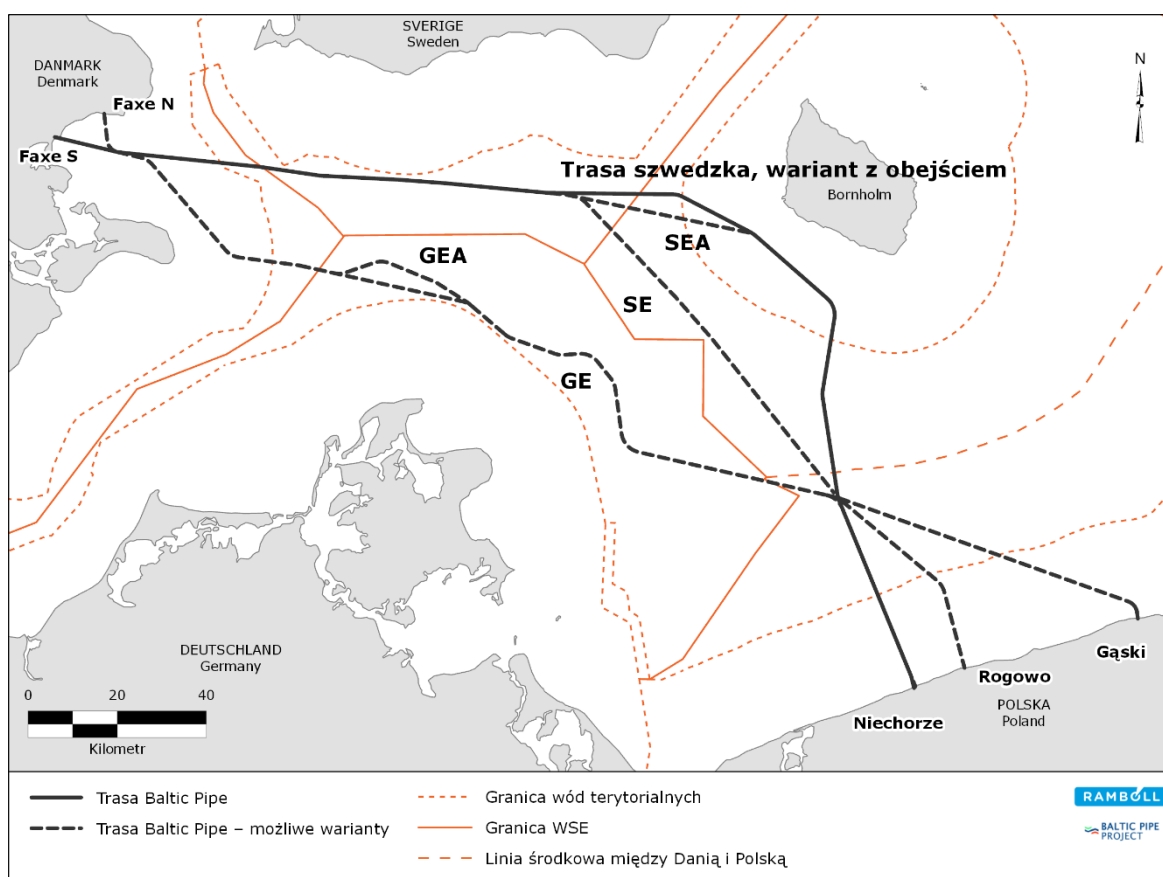 SVERIGE
Sweden
DANMARK
Denmark
N
Faxe N
Faxe S
Trasa szwedzka, wariant z obejściem
Bornholm
SEA
GEA
SE
GE
DEUTSCHLAND
Germany
Gąski
Rogowo
POLSKA
Poland
Niechorze
0 20 40
Kilometr
Trasa Baltic Pipe
Trasa Baltic Pipe – możliwe warianty
Granica wód terytorialnych
Granica WSE
Linia środkowa między Danią i Polską
RAMBOLL
BALTIC PIPE
PROJECT